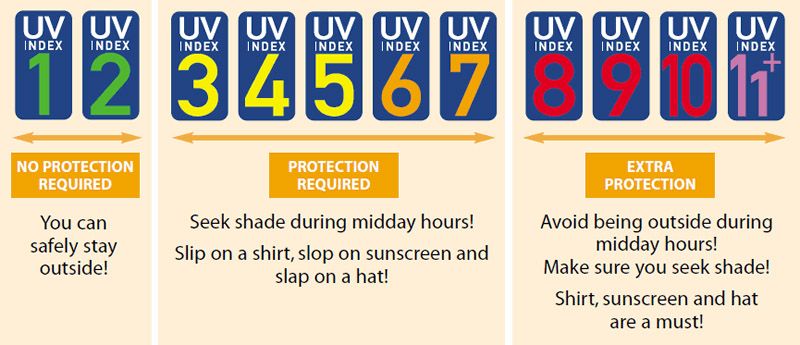 UV
INDEX
1
UV
INDEX
2
UV
INDEX
3
UV
INDEX
4
UV
INDEX
5
UV
INDEX
6
UV
INDEX
7
UV
INDEX
8
UV
INDEX
9
UV
INDEX
10
UV
INDEX
11+
NO PROTECTION
REQUIRED
You can
safely stay
outside!
PROTECTION
REQUIRED
Seek shade during midday hours!
Slip on a shirt, slop on sunscreen and
slap on a hat!
EXTRA
PROTECTION
Avoid being outside during
midday hours!
Make sure you seek shade!
Shirt, sunscreen and hat
are a must!